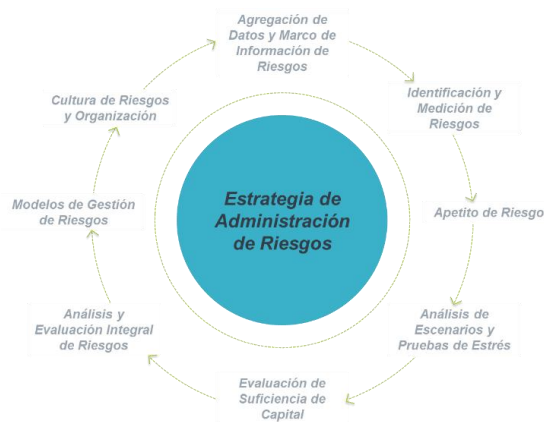 Agregación de
Datos y Marco de
Información de
Riesgos
Identificación y
Medición de
Riesgos
Apetito de Riesgo
Análisis de
Escenarios y
Pruebas de Estrés
Evaluación de
Suficiencia de
Capital
Análisis y
Evaluación Integral
de Riesgos
Modelos de Gestión
de Riesgos
Cultura de Riesgos
y Organización
Estrategia de
Administración
de Riesgos